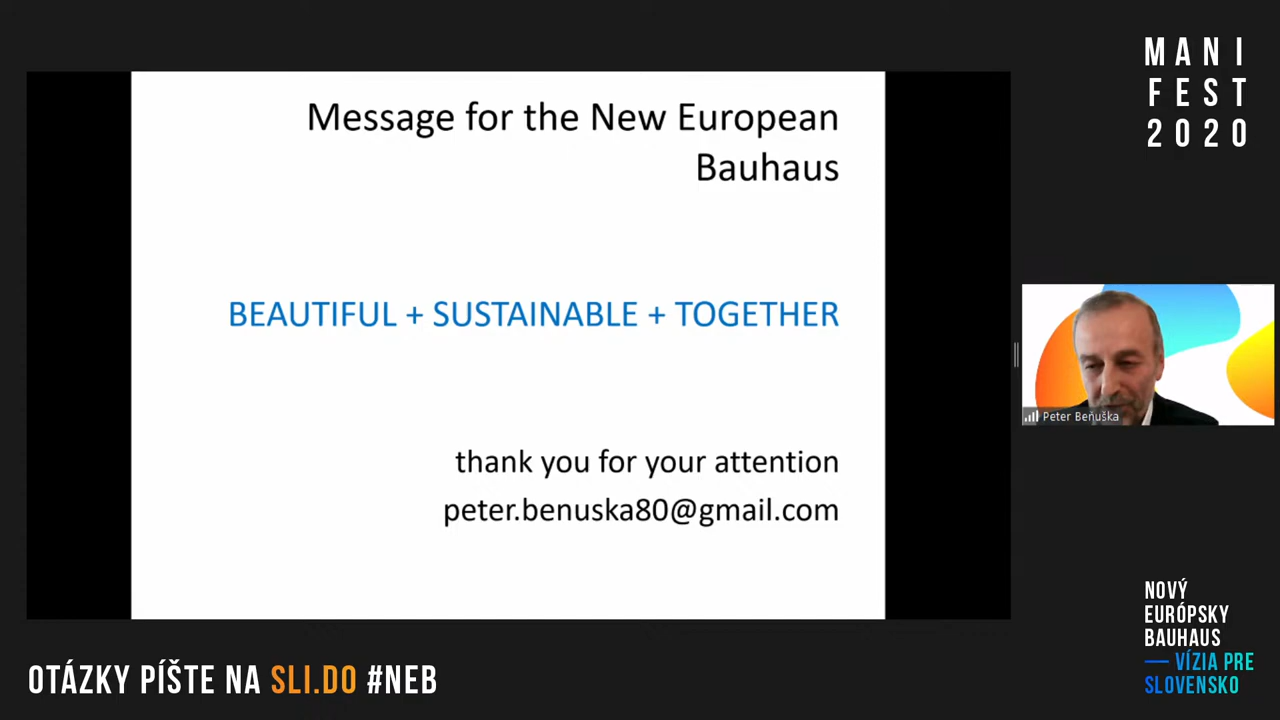 MANI
FEST
2020
Message for the New European
Bauhaus
BEAUTIFUL + SUSTAINABLE + TOGETHER
thank you for your attention
peter.benuska80@gmail.com
Peter Beňuška
NOVÝ
EURÓPSKY
BAUHAUS
— VÍZIA PRE
SLOVENSKO
OTÁZKY PÍŠTE NA SLI.DO #NEB